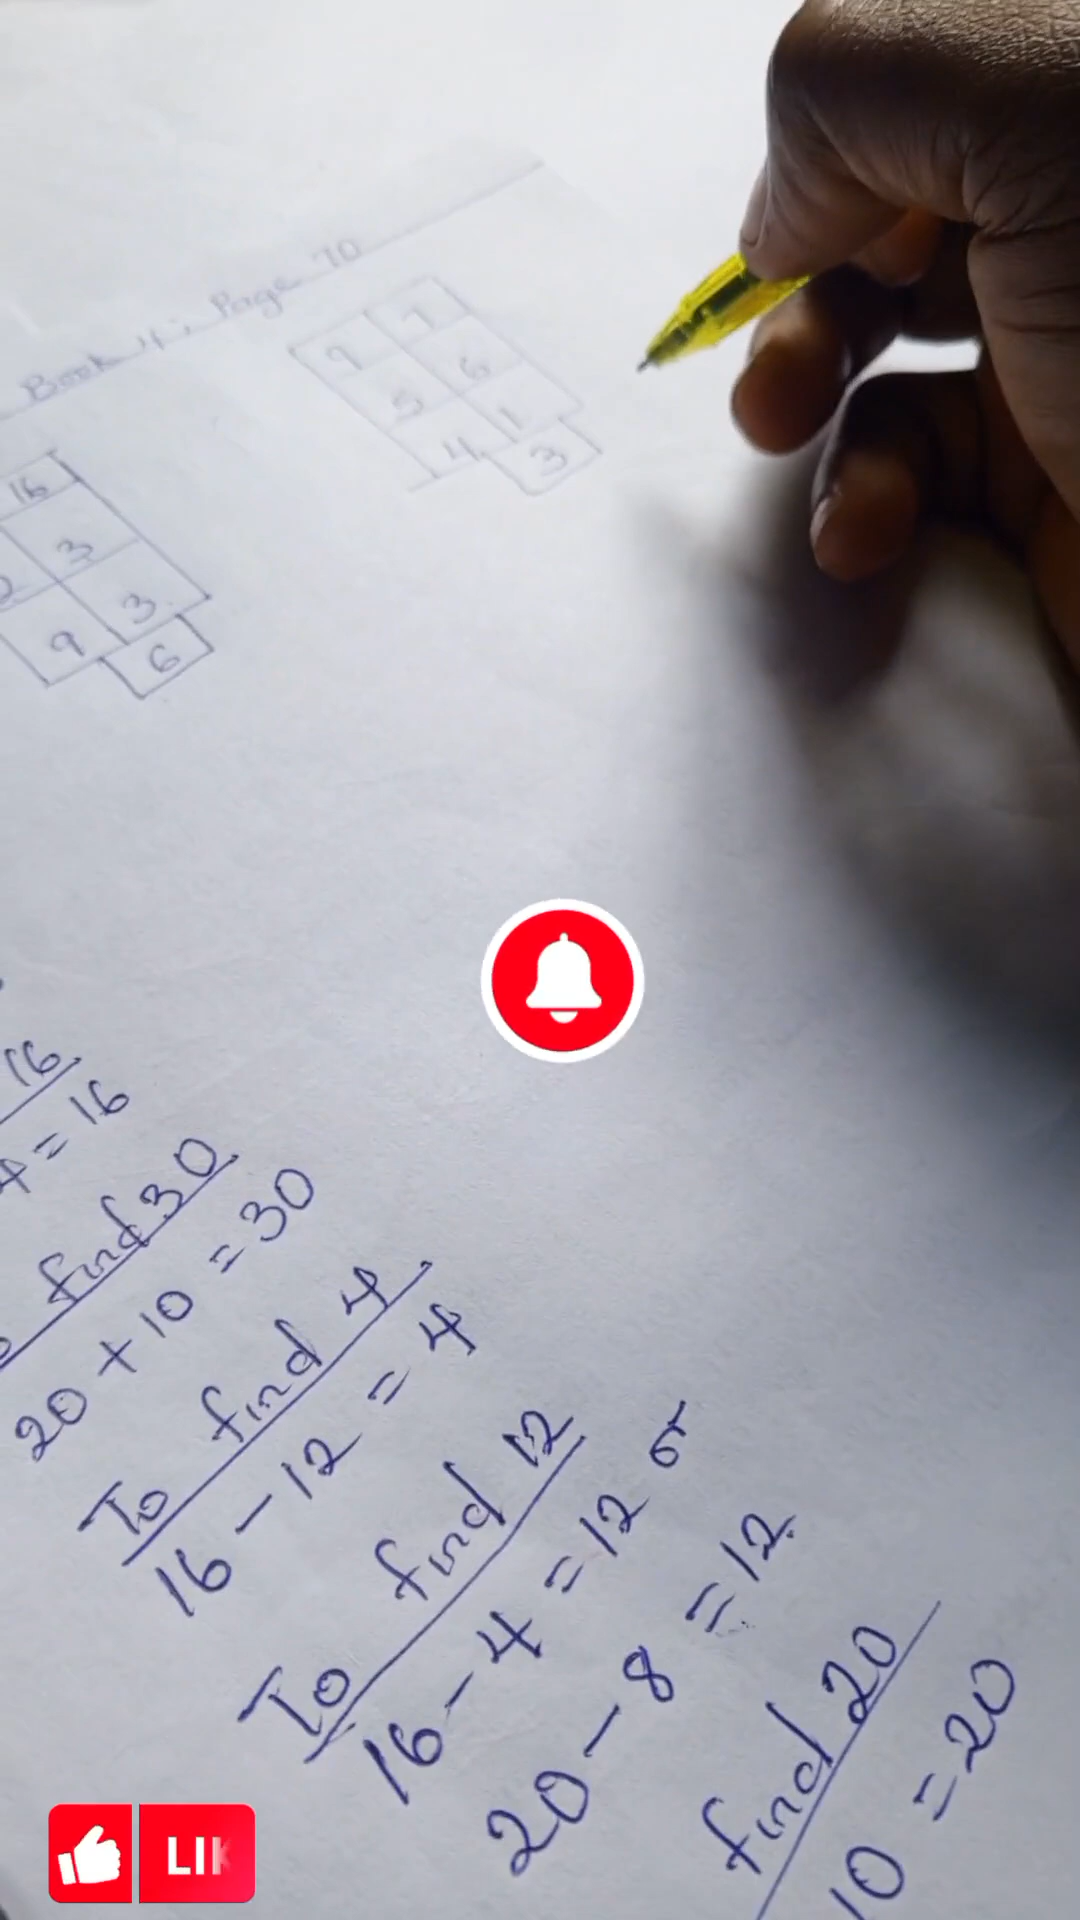 Book 4; Page 70
9 7
5 6
4 1
3
16
2 3
9 3
6
16
4 = 16
find 30
20 + 10 = 30
To find 4
16 - 12 = 4
To find 12
16 - 4 = 12 or
20 - 8 = 12
find 20
10 = 20
LIK